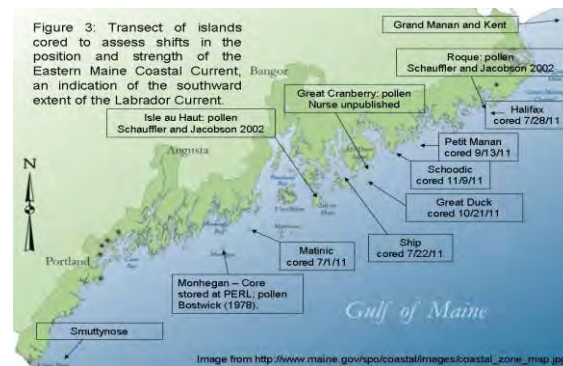 Figure 3: Transect of islands
cored to assess shifts in the
position and strength of the
Eastern Maine Coastal Current,
an indication of the southward
extent of the Labrador Current.
Grand Manan and Kent
Roque: pollen
Schauffler and Jacobson 2002
Bangor
Great Cranberry: pollen
Nurse unpublished
Isle au Haut: pollen
Schauffler and Jacobson 2002
Halifax
cored 7/28/11
Petit Manan
cored 9/13/11
Augusta
Schoodic
cored 11/9/11
N
Great Duck
cored 10/21/11
Ship
cored 7/22/11
Matinic
cored 7/1/11
Portland
Monhegan – Core
stored at PERL; pollen
Bostwick (1978).
Gulf of Maine
Smuttynose
Image from http://www.maine.gov/spo/coastal/images/coastal_zone_map.jpg